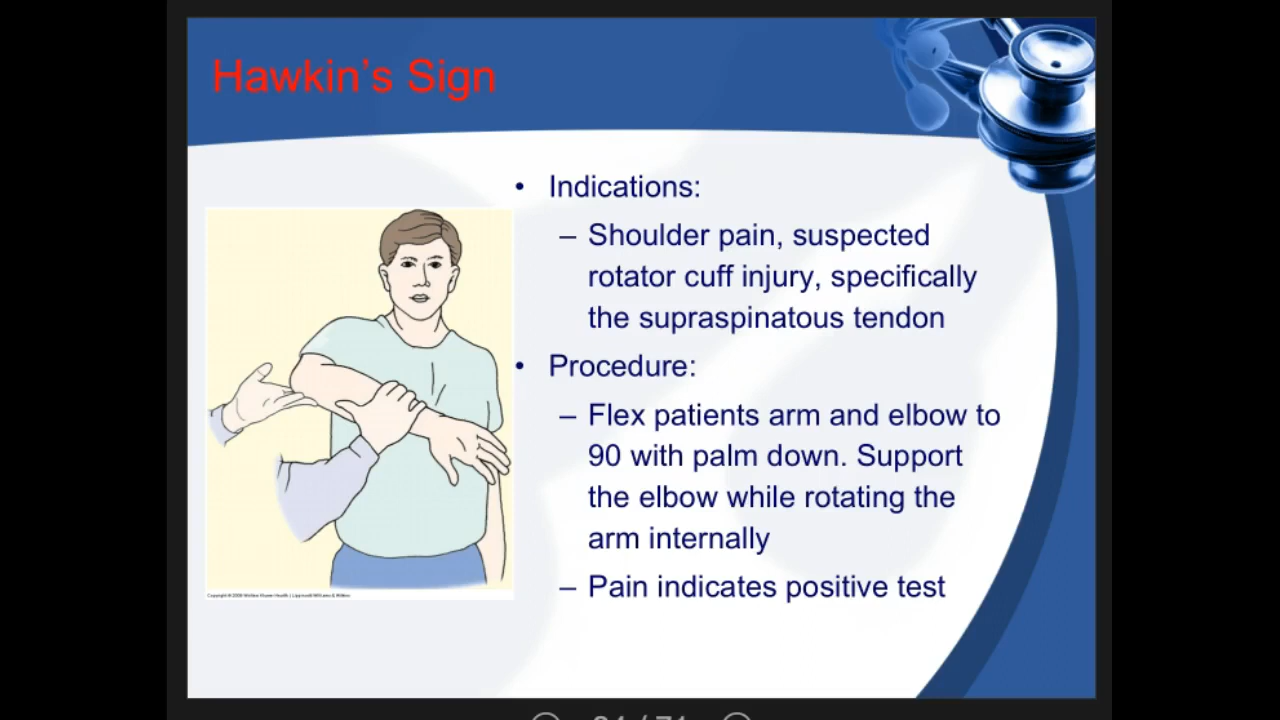 Hawkin's Sign
• Indications:
– Shoulder pain, suspected
rotator cuff injury, specifically
the supraspinatous tendon
• Procedure:
– Flex patients arm and elbow to
90 with palm down. Support
the elbow while rotating the
arm internally
– Pain indicates positive test